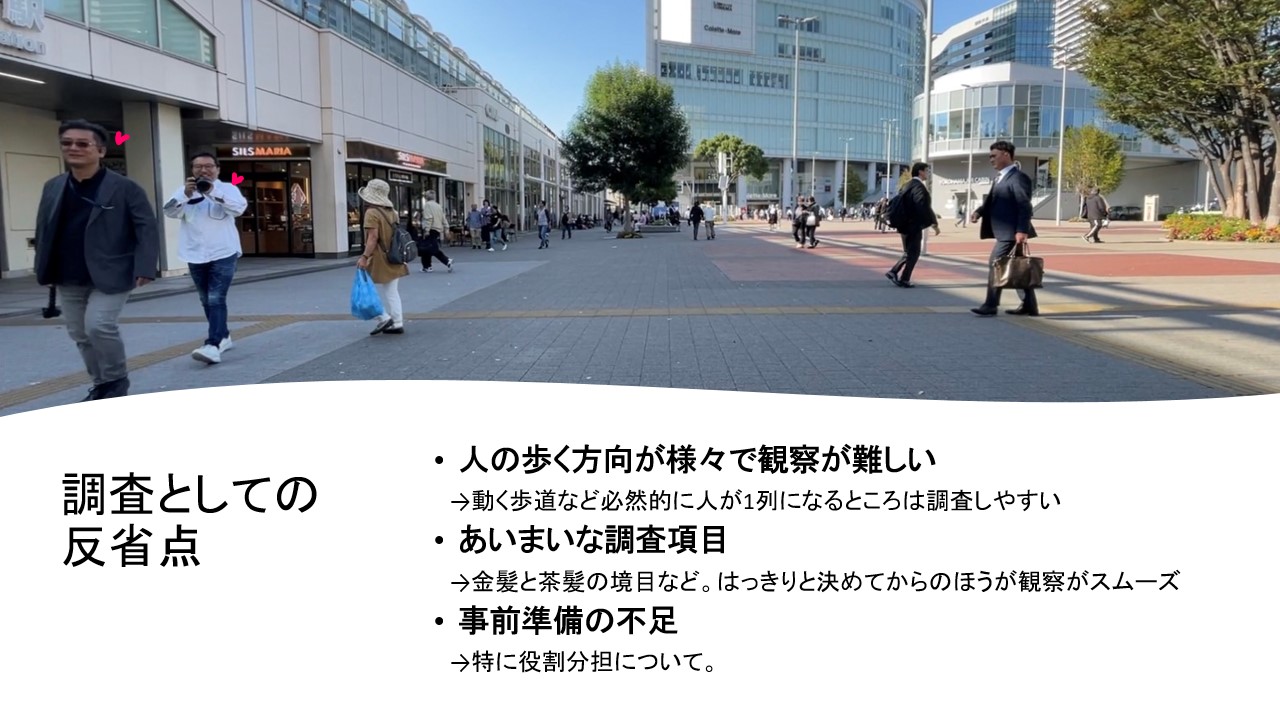 駅
SILS MARIA
調査としての
反省点
• 人の歩く方向が様々で観察が難しい
→動く歩道など必然的に人が1列になるところは調査しやすい
• あいまいな調査項目
→金髪と茶髪の境目など。はっきりと決めてからのほうが観察がスムーズ
• 事前準備の不足
→特に役割分担について。